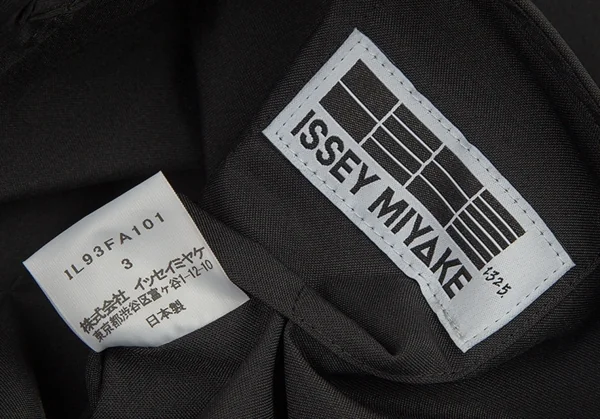 IL93FA101
3
株式会社 イッセイミヤケ
東京都渋谷区富ヶ谷1-12-10
日本製
ISSEY MIYAKE
132 5.